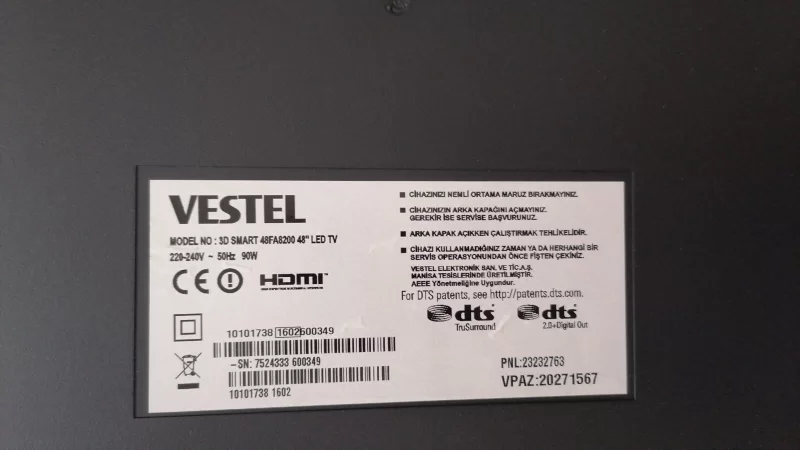 VESTEL
MODEL NO : 3D SMART 48FA8200 48" LED TV
220-240V ~ 50Hz 90W
CE
HDMI
10101738 1602600349
-SN: 7524333 600349
10101738 1602
CİHAZINIZI NEMLİ ORTAMA MARUZ BIRAKMAYINIZ.
CİHAZINIZIN ARKA KAPAĞINI AÇMAYINIZ.
GEREKİR İSE SERVİSE BAŞVURUNUZ.
ARKA KAPAK AÇIKKEN ÇALIŞTIRMAK TEHLİKELİDİR.
CİHAZI KULLANMADIĞINIZ ZAMAN YA DA HERHANGİ BİR
SERVİS OPERASYONUNDAN ÖNCE FİŞTEN ÇEKİNİZ.
VESTEL ELEKTRONİK SAN. VE TİC.A.Ş.
MANİSA TESİSLERİNDE ÜRETİLMİŞTİR.
AEEE Yönetmeliğine Uygundur.
For DTS patents, see http://patents.dts.com.
dts dts
TruSurround 2.0+Digital Out
PNL:23232763
VPAZ:20271567